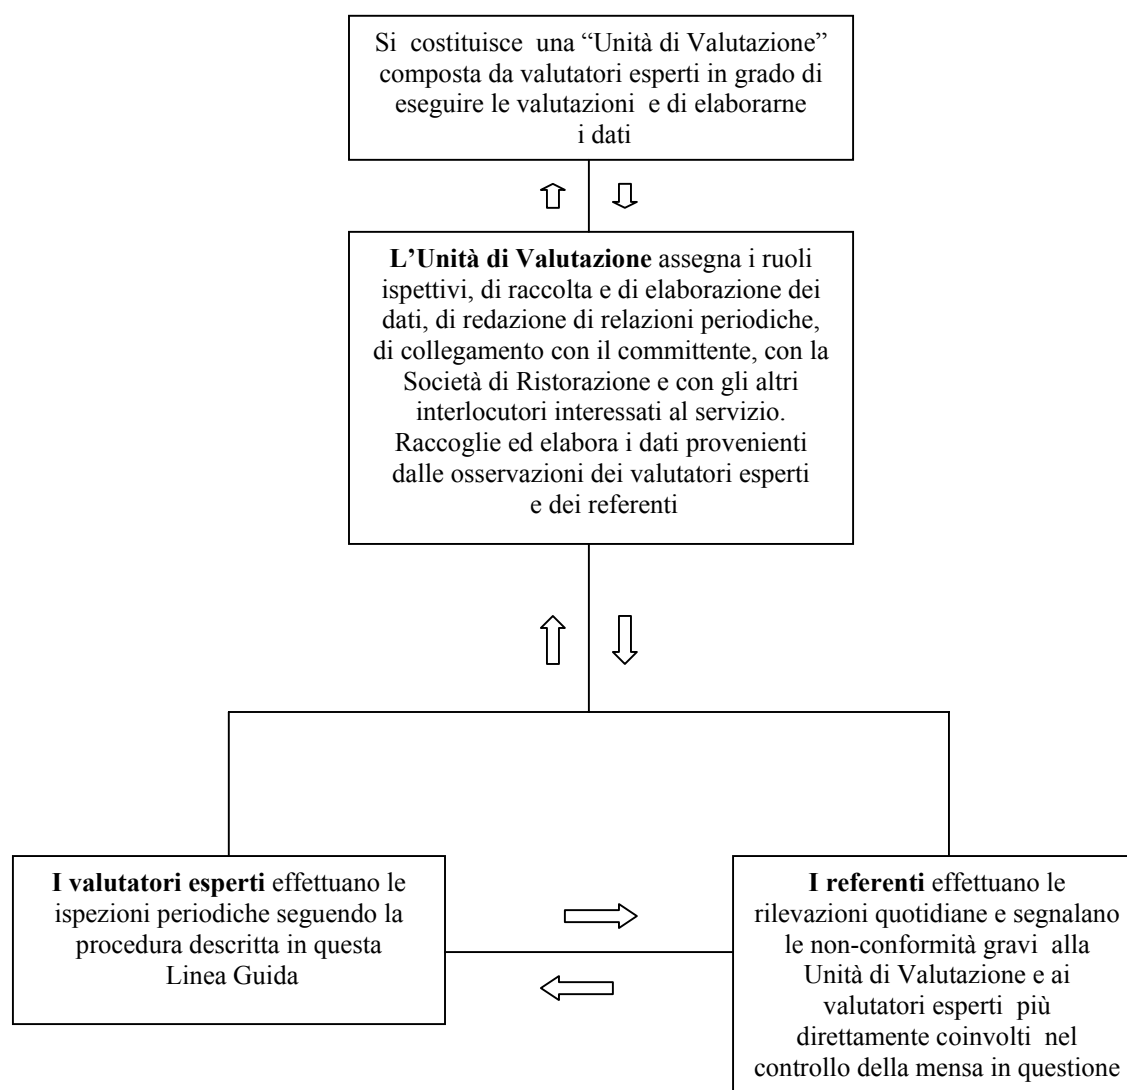 Si costituisce una “Unità di Valutazione”
composta da valutatori esperti in grado di
eseguire le valutazioni e di elaborarne
i dati
L’Unità di Valutazione assegna i ruoli
ispettivi, di raccolta e di elaborazione dei
dati, di redazione di relazioni periodiche,
di collegamento con il committente, con la
Società di Ristorazione e con gli altri
interlocutori interessati al servizio.
Raccoglie ed elabora i dati provenienti
dalle osservazioni dei valutatori esperti
e dei referenti
I valutatori esperti effettuano le
ispezioni periodiche seguendo la
procedura descritta in questa
Linea Guida
I referenti effettuano le
rilevazioni quotidiane e segnalano
le non-conformità gravi alla
Unità di Valutazione e ai
valutatori esperti più
direttamente coinvolti nel
controllo della mensa in questione